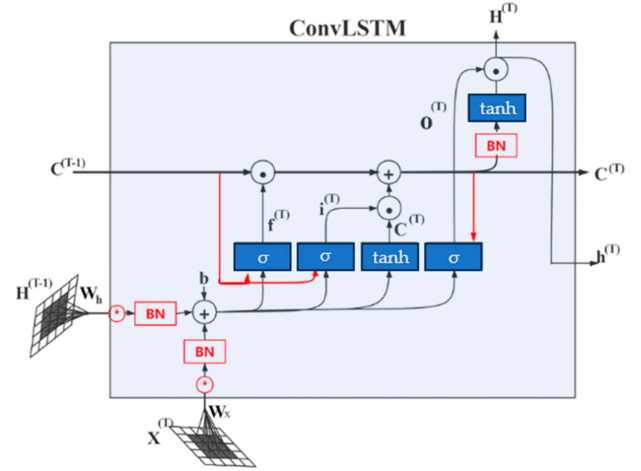 H(T)
ConvLSTM
tanh
o(T)
BN
C(T-1)
C(T)
f(T)
i(T)
C(T)
σ
σ
tanh
σ
h(T)
H(T-1)
Wh
b
* BN
+
BN
*
Wx
X(T)